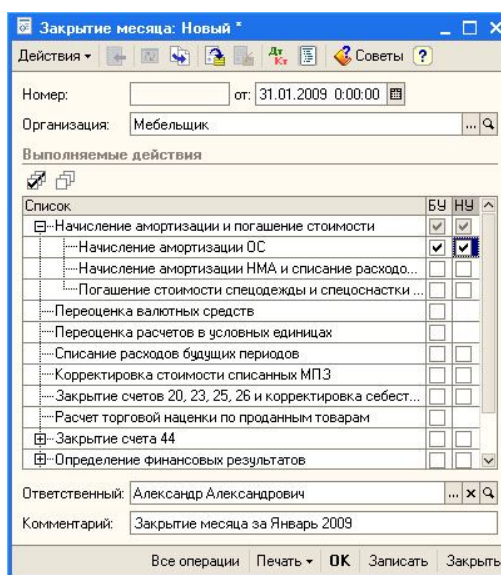 Закрытие месяца: Новый *
Действия Дт Кт Советы ?
Номер: от: 31.01.2009 0:00:00
Организация: Мебельщик ...
Выполняемые действия
Список БУ НУ
Начисление амортизации и погашение стоимости
Начисление амортизации ОС
Начисление амортизации НМА и списание расходо...
Погашение стоимости спецодежды и спецоснастки ...
Переоценка валютных средств
Переоценка расчетов в условных единицах
Списание расходов будущих периодов
Корректировка стоимости списанных МПЗ
Закрытие счетов 20, 23, 25, 26 и корректировка себест...
Расчет торговой наценки по проданным товарам
Закрытие счета 44
Определение финансовых результатов
Ответственный: Александр Александрович ... x
Комментарий: Закрытие месяца за Январь 2009
Все операции Печать OK Записать Закрыть